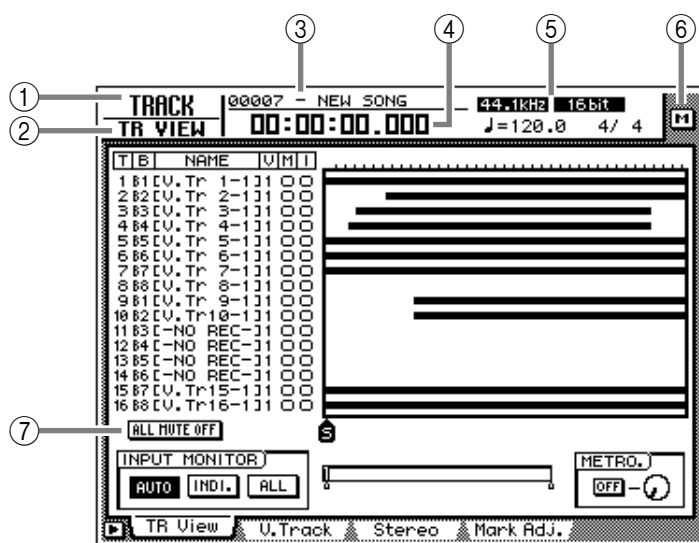 ③ ④ ⑤ ⑥
① TRACK 00007 - NEW SONG 44.1kHz 16bit M
② TR VIEW 00:00:00.000 ♩=120.0 4/ 4
T B NAME V M I
1 B1[V.Tr 1-1]1 O O
2 B2[V.Tr 2-1]1 O O
3 B3[V.Tr 3-1]1 O O
4 B4[V.Tr 4-1]1 O O
5 B5[V.Tr 5-1]1 O O
6 B6[V.Tr 6-1]1 O O
7 B7[V.Tr 7-1]1 O O
8 B8[V.Tr 8-1]1 O O
9 B1[V.Tr 9-1]1 O O
10 B2[V.Tr10-1]1 O O
11 B3[-NO REC-]1 O O
12 B4[-NO REC-]1 O O
13 B5[-NO REC-]1 O O
14 B6[-NO REC-]1 O O
15 B7[V.Tr15-1]1 O O
16 B8[V.Tr16-1]1 O O
⑦ ALL MUTE OFF S
INPUT MONITOR METRO.
AUTO INDI. ALL OFF
TR View V.Track Stereo Mark Adj.